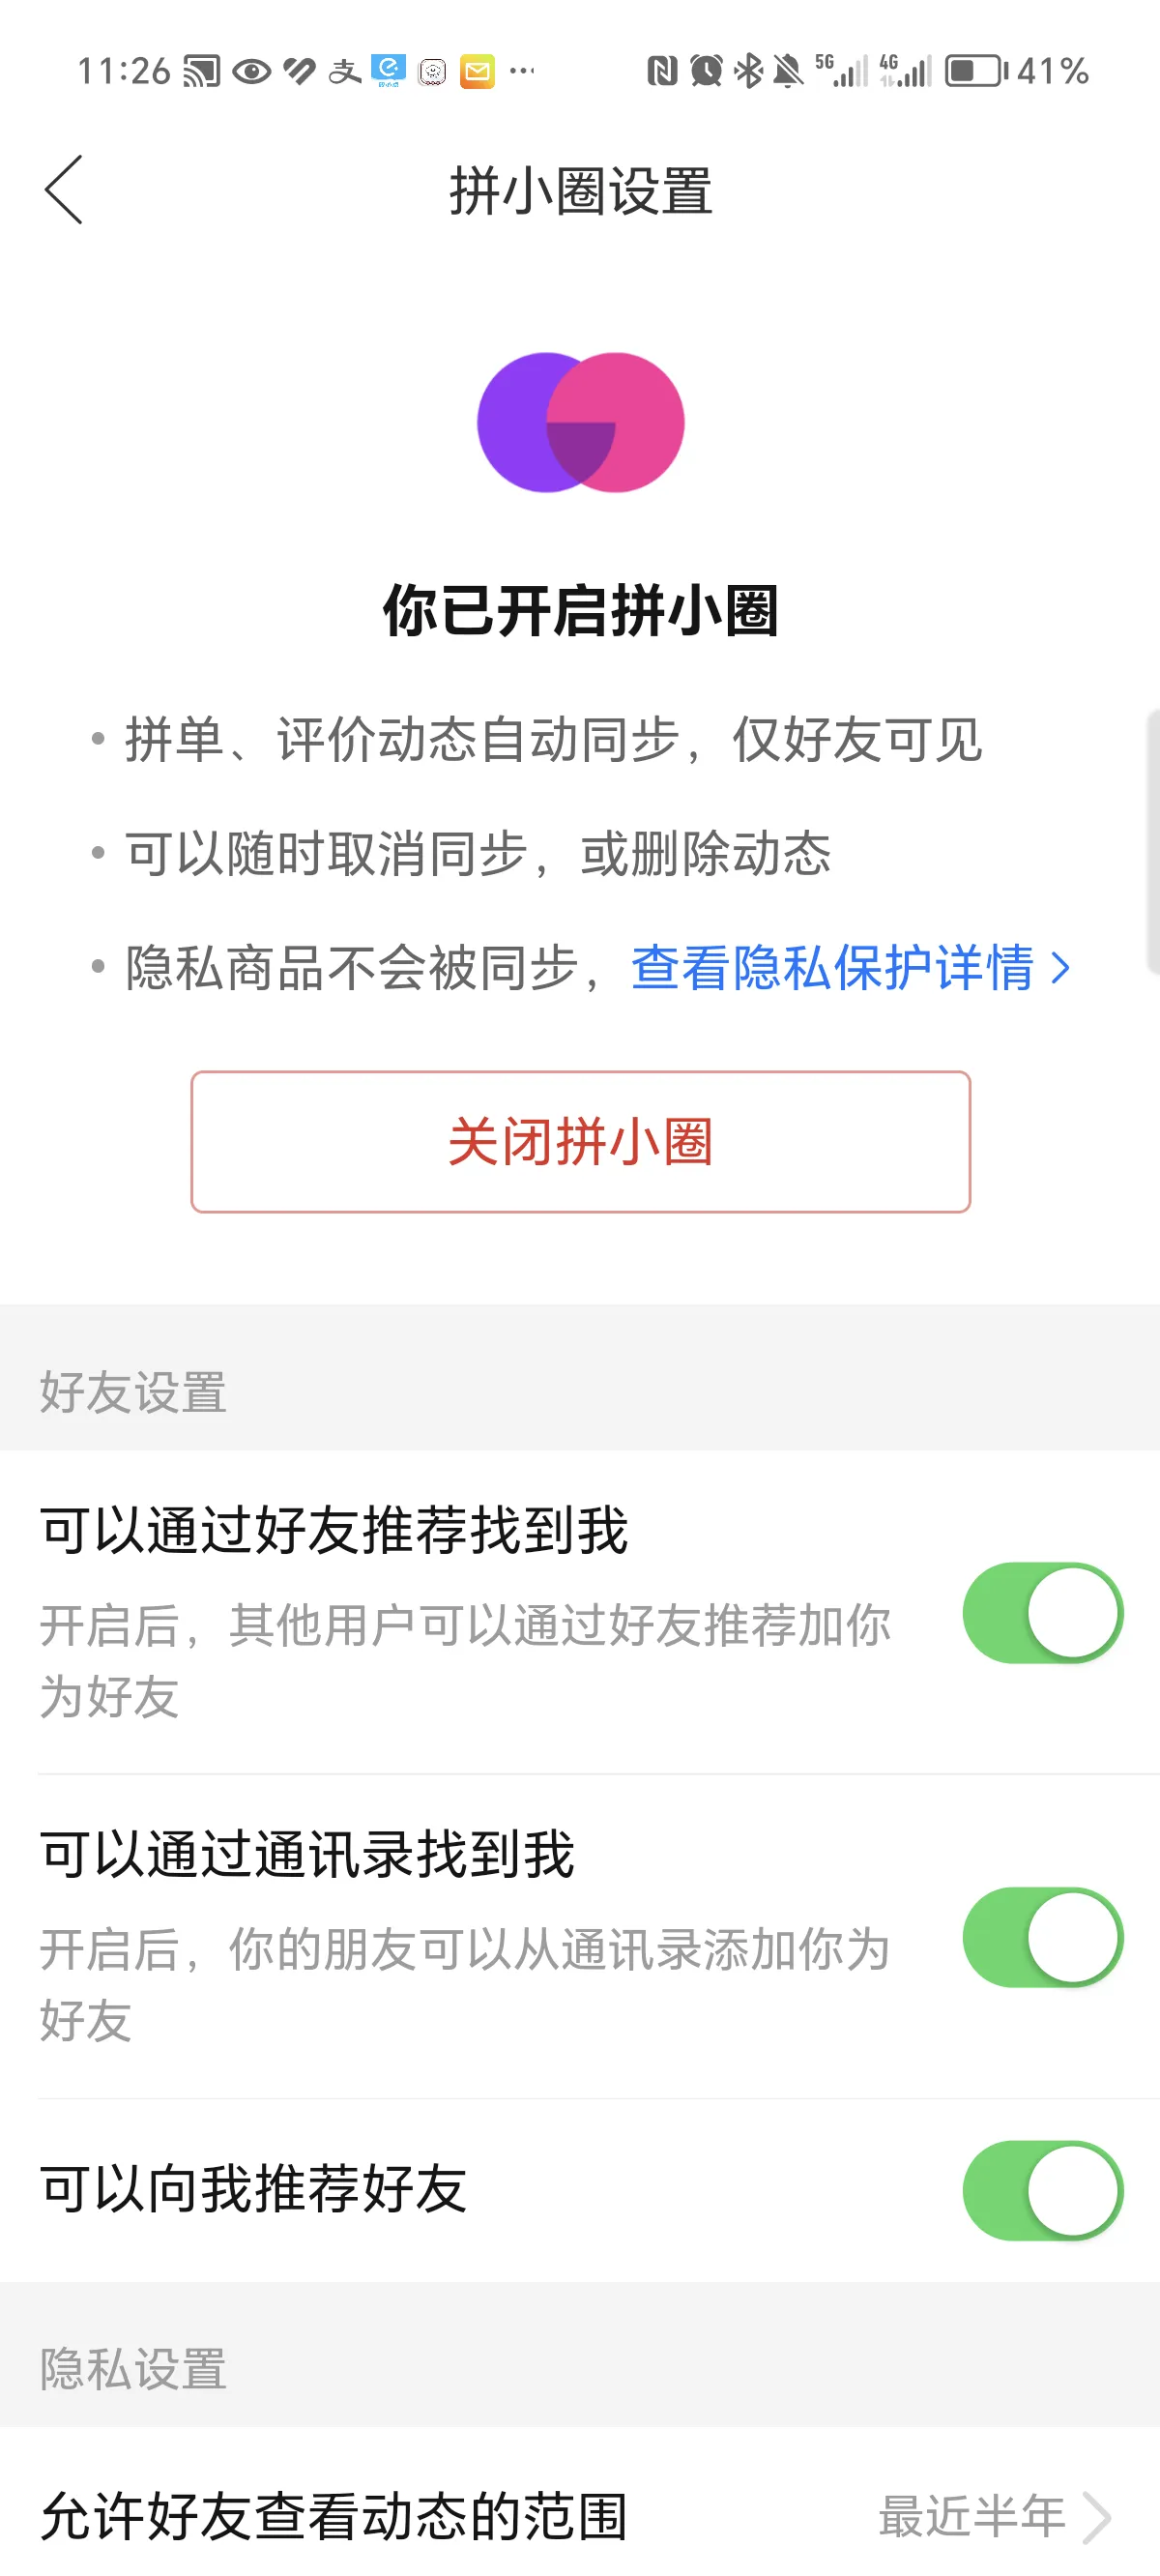 11:26
支
5G
4G
41%
拼小圈设置
你已开启拼小圈
• 拼单、评价动态自动同步，仅好友可见
• 可以随时取消同步，或删除动态
• 隐私商品不会被同步，查看隐私保护详情
关闭拼小圈
好友设置
可以通过好友推荐找到我
开启后，其他用户可以通过好友推荐加你
为好友
可以通过通讯录找到我
开启后，你的朋友可以从通讯录添加你为
好友
可以向我推荐好友
隐私设置
允许好友查看动态的范围 最近半年